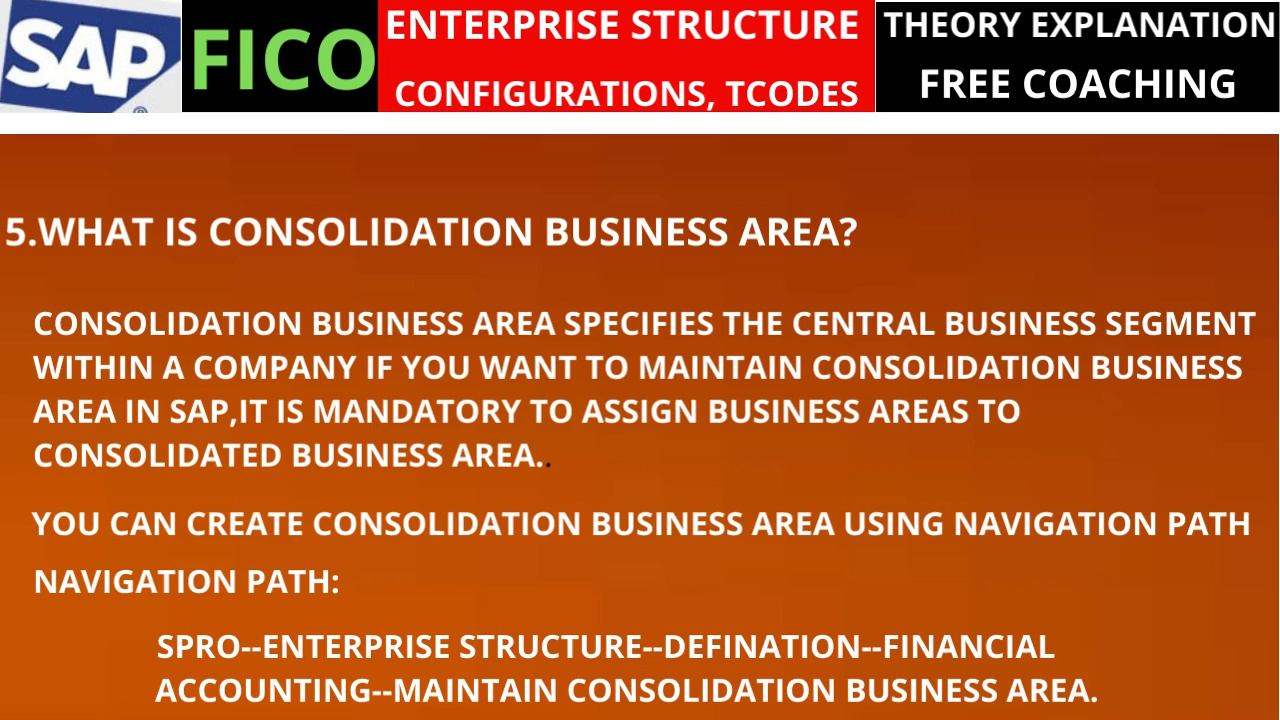 SAP ®
FICO
ENTERPRISE STRUCTURE
CONFIGURATIONS, TCODES
THEORY EXPLANATION
FREE COACHING
5.WHAT IS CONSOLIDATION BUSINESS AREA?
CONSOLIDATION BUSINESS AREA SPECIFIES THE CENTRAL BUSINESS SEGMENT
WITHIN A COMPANY IF YOU WANT TO MAINTAIN CONSOLIDATION BUSINESS
AREA IN SAP,IT IS MANDATORY TO ASSIGN BUSINESS AREAS TO
CONSOLIDATED BUSINESS AREA..
YOU CAN CREATE CONSOLIDATION BUSINESS AREA USING NAVIGATION PATH
NAVIGATION PATH:
SPRO--ENTERPRISE STRUCTURE--DEFINATION--FINANCIAL
ACCOUNTING--MAINTAIN CONSOLIDATION BUSINESS AREA.